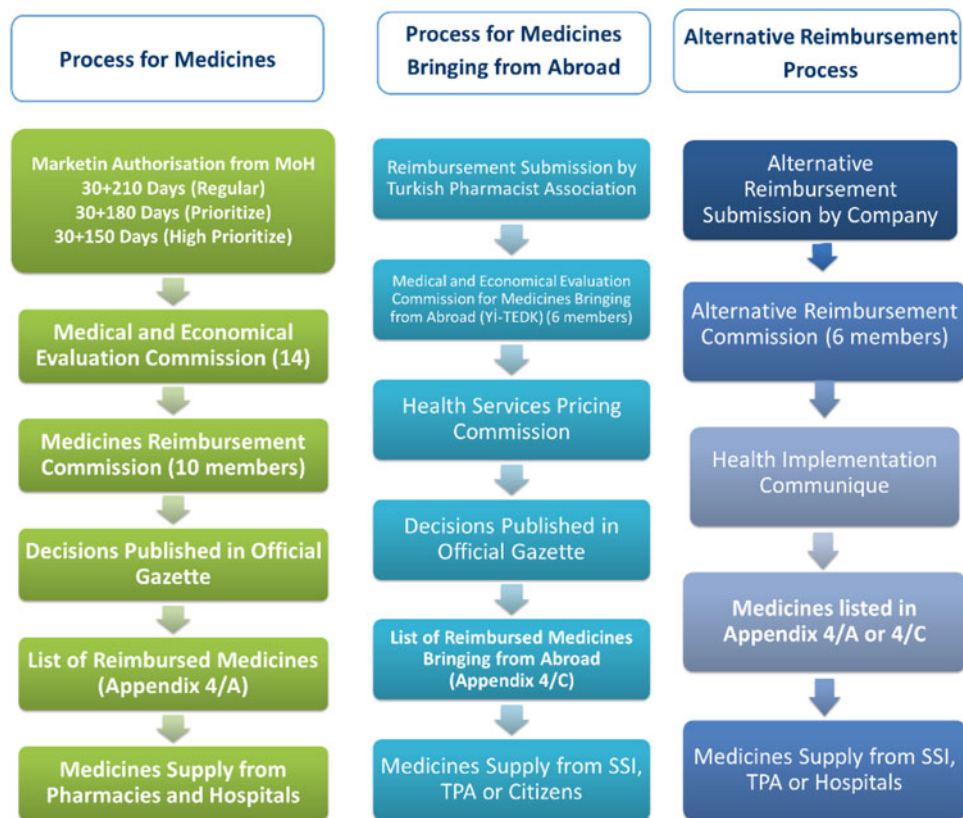 Process for Medicines
Marketin Authorisation from MoH
30+210 Days (Regular)
30+180 Days (Prioritize)
30+150 Days (High Prioritize)
Medical and Economical
Evaluation Commission (14)
Medicines Reimbursement
Commission (10 members)
Decisions Published in Official
Gazette
List of Reimbursed Medicines
(Appendix 4/A)
Medicines Supply from
Pharmacies and Hospitals
Process for Medicines
Bringing from Abroad
Reimbursement Submission by
Turkish Pharmacist Association
Medical and Economical Evaluation
Commission for Medicines Bringing
from Abroad (Yİ-TEDK) (6 members)
Health Services Pricing
Commission
Decisions Published in
Official Gazette
List of Reimbursed Medicines
Bringing from Abroad
(Appendix 4/C)
Medicines Supply from SSI,
TPA or Citizens
Alternative Reimbursement
Process
Alternative
Reimbursement
Submission by Company
Alternative Reimbursement
Commission (6 members)
Health Implementation
Communique
Medicines listed in
Appendix 4/A or 4/C
Medicines Supply from SSI,
TPA or Hospitals